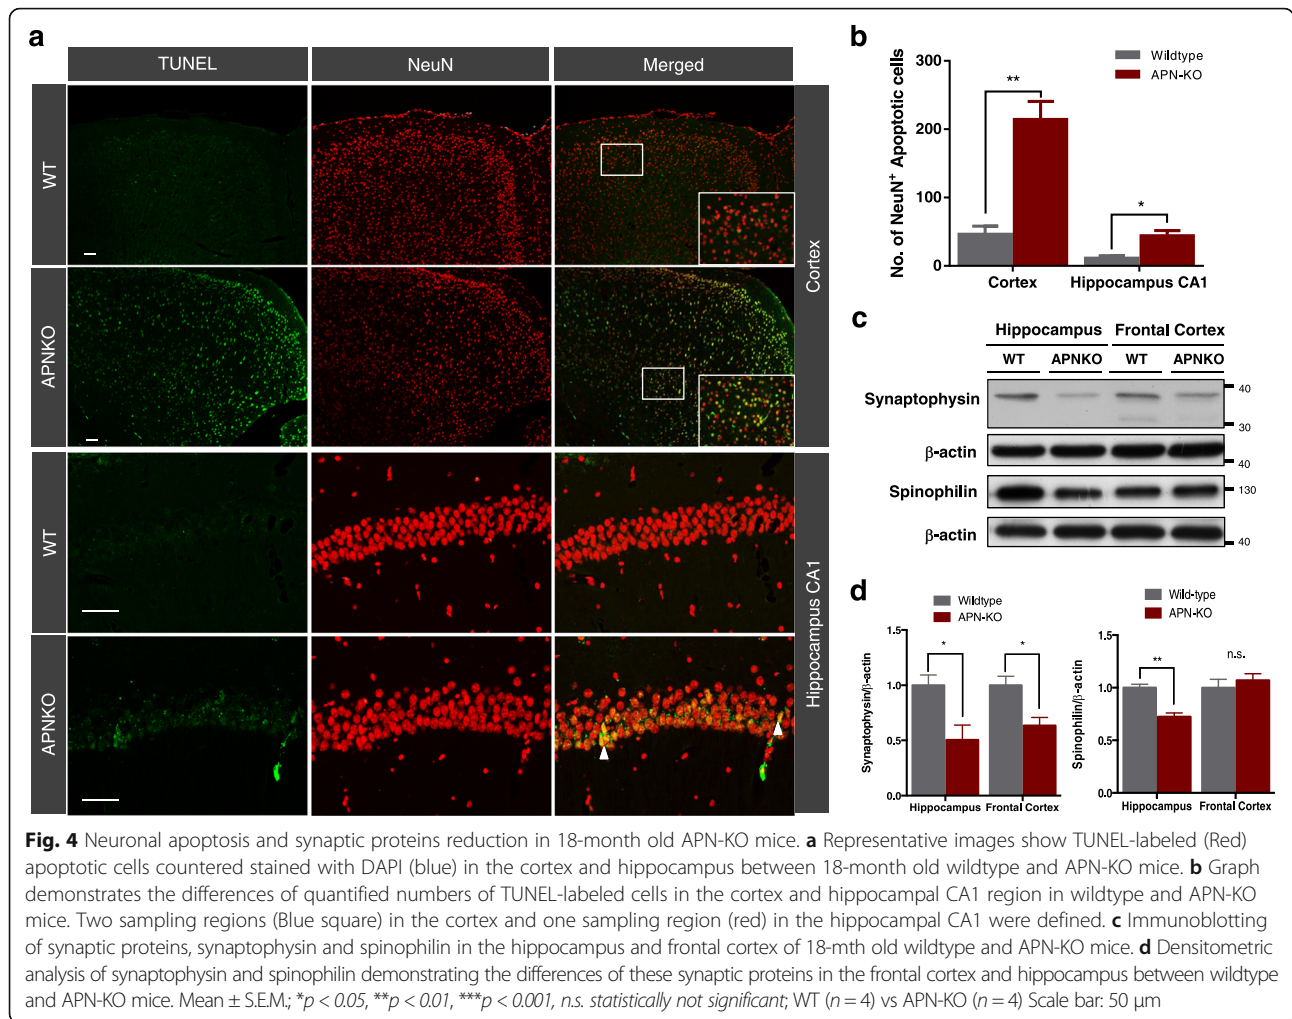 a
TUNEL NeuN Merged
WT
APNKO
Cortex
WT
APNKO
Hippocampus CA1
b
Wildtype
APN-KO
No. of NeuN+ Apoptotic cells
300
200
100
0
**
*
Cortex Hippocampus CA1
c
Hippocampus Frontal Cortex
WT APNKO WT APNKO
Synaptophysin
40
30
β-actin
40
Spinophilin
130
β-actin
40
d
Wildtype
APN-KO
Synaptophysin/β-actin
1.5
1.0
0.5
0.0
*
*
Hippocampus Frontal Cortex
Wild-type
APN-KO
Spinophilin/β-actin
1.5
1.0
0.5
0.0
**
n.s.
Hippocampus Frontal Cortex
Fig. 4 Neuronal apoptosis and synaptic proteins reduction in 18-month old APN-KO mice. a Representative images show TUNEL-labeled (Red)
apoptotic cells countered stained with DAPI (blue) in the cortex and hippocampus between 18-month old wildtype and APN-KO mice. b Graph
demonstrates the differences of quantified numbers of TUNEL-labeled cells in the cortex and hippocampal CA1 region in wildtype and APN-KO
mice. Two sampling regions (Blue square) in the cortex and one sampling region (red) in the hippocampal CA1 were defined. c Immunoblotting
of synaptic proteins, synaptophysin and spinophilin in the hippocampus and frontal cortex of 18-mth old wildtype and APN-KO mice. d Densitometric
analysis of synaptophysin and spinophilin demonstrating the differences of these synaptic proteins in the frontal cortex and hippocampus between wildtype
and APN-KO mice. Mean ± S.E.M.; *p < 0.05, **p < 0.01, ***p < 0.001, n.s. statistically not significant; WT (n = 4) vs APN-KO (n = 4) Scale bar: 50 μm